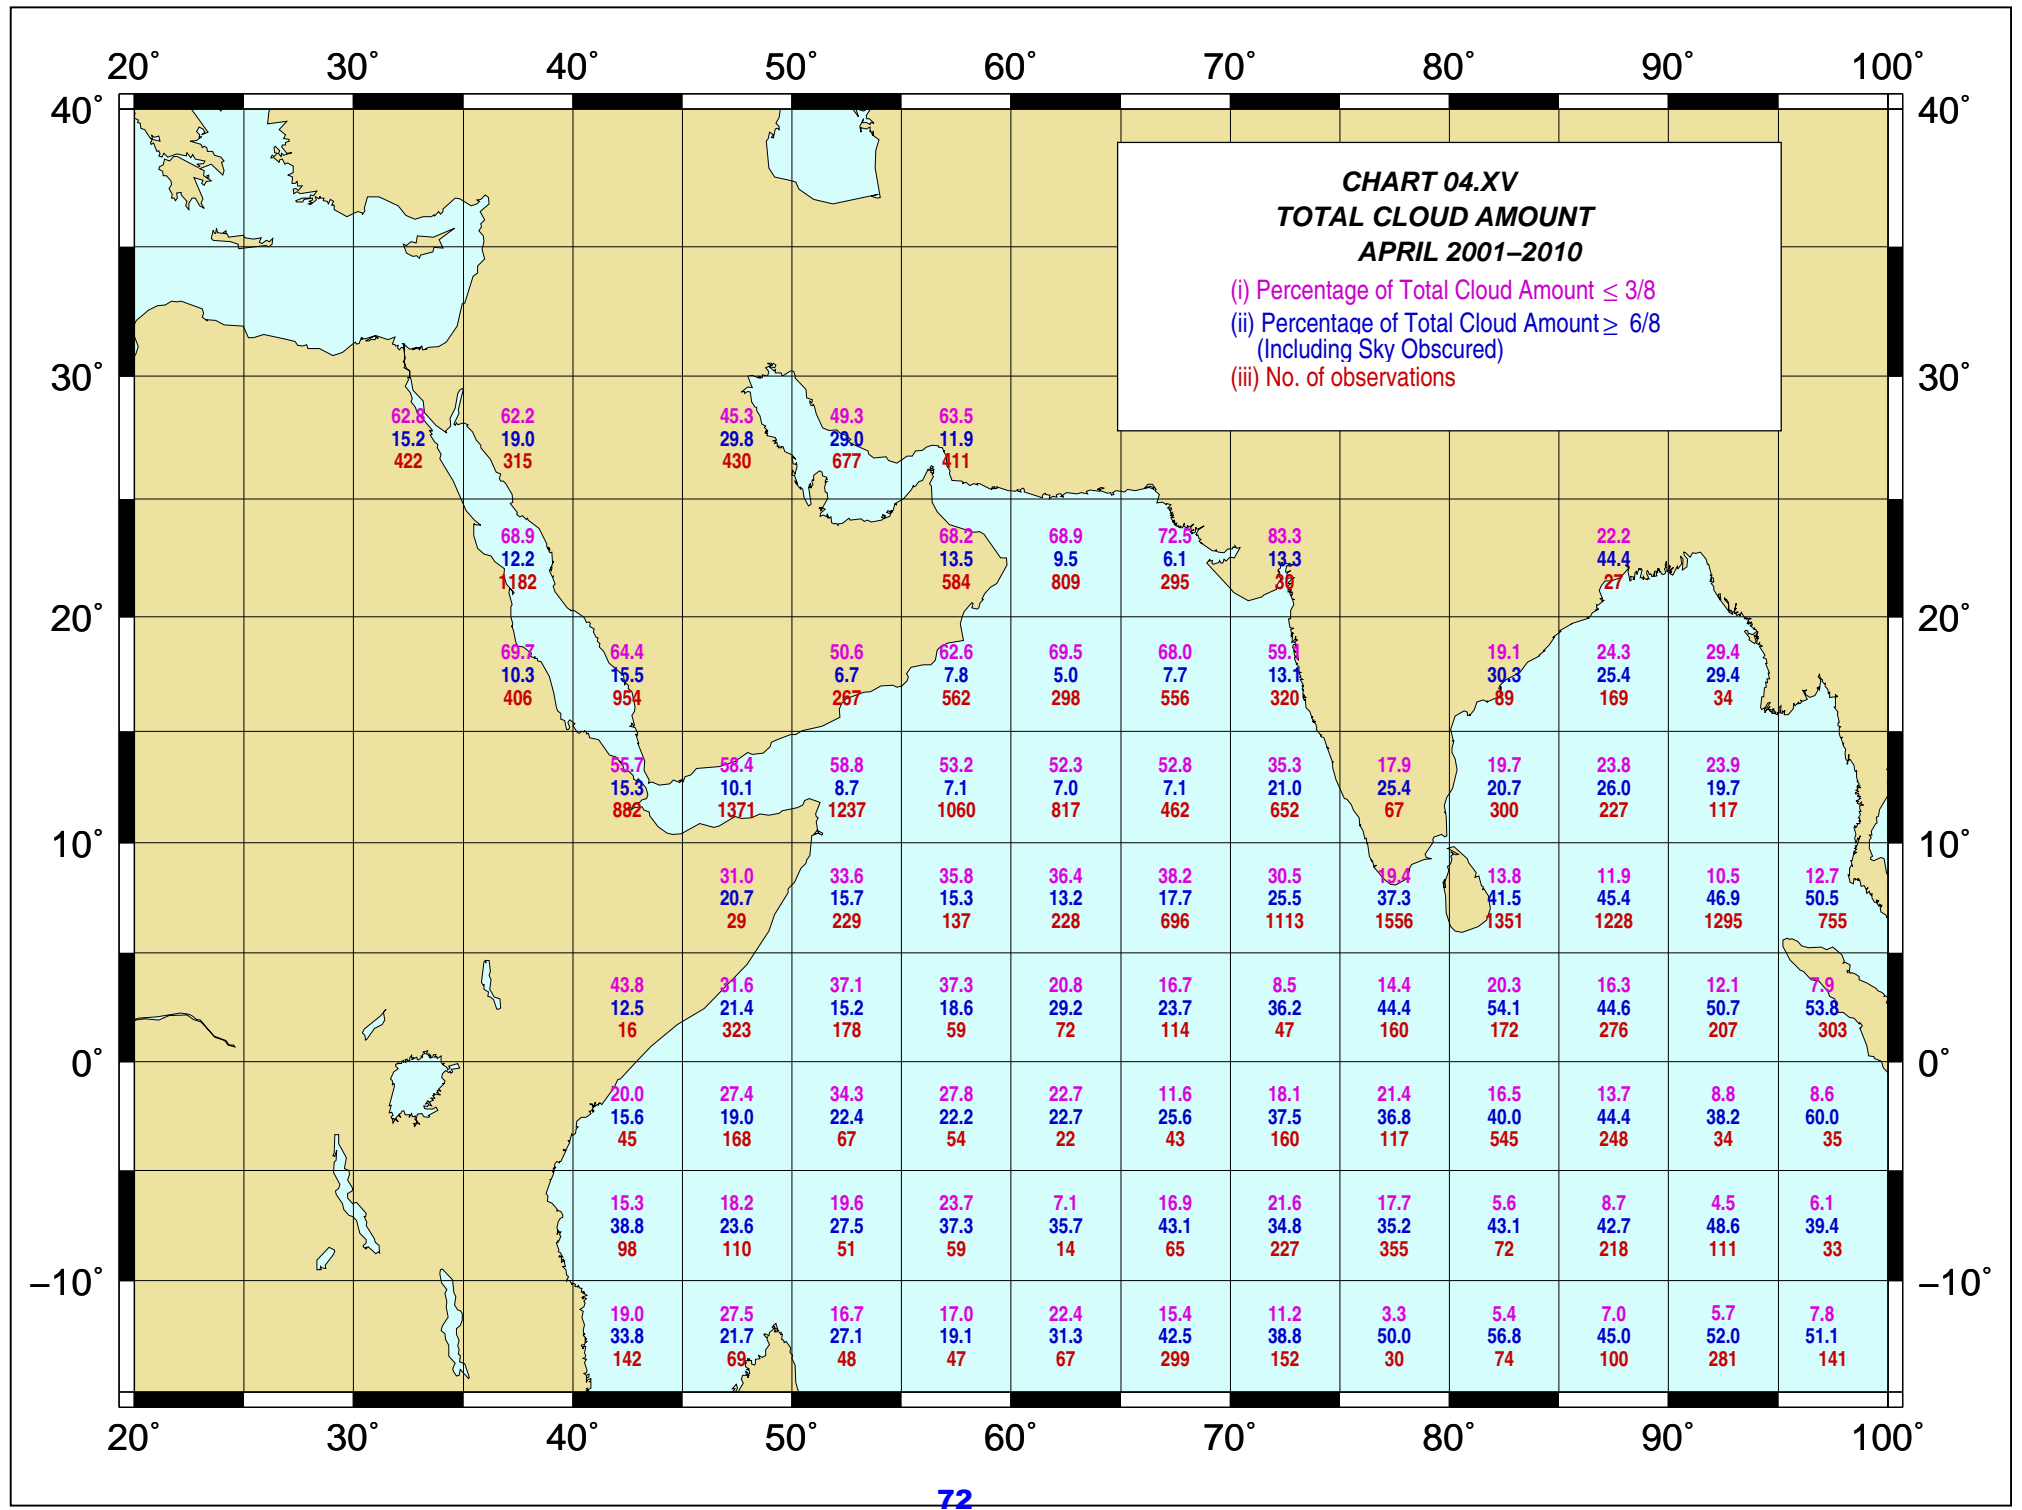 20° 30° 40° 50° 60° 70° 80° 90° 100°
40° 40°
CHART 04.XV
TOTAL CLOUD AMOUNT
APRIL 2001–2010
(i) Percentage of Total Cloud Amount ≤ 3/8
(ii) Percentage of Total Cloud Amount ≥ 6/8
(Including Sky Obscured)
(iii) No. of observations
30° 30°
62.8 62.2 45.3 49.3 63.5
15.2 19.0 29.8 29.0 11.9
422 315 430 677 411
68.9 68.2 68.9 72.5 83.3 22.2
12.2 13.5 9.5 6.1 13.3 44.4
1182 584 809 295 30 27
20° 20°
69.7 64.4 50.6 62.6 69.5 68.0 59.1 19.1 24.3 29.4
10.3 15.5 6.7 7.8 5.0 7.7 13.1 30.3 25.4 29.4
406 954 267 562 298 556 320 89 169 34
55.7 58.4 58.8 53.2 52.3 52.8 35.3 17.9 19.7 23.8 23.9
15.3 10.1 8.7 7.1 7.0 7.1 21.0 25.4 20.7 26.0 19.7
882 1371 1237 1060 817 462 652 67 300 227 117
10° 10°
31.0 33.6 35.8 36.4 38.2 30.5 19.4 13.8 11.9 10.5 12.7
20.7 15.7 15.3 13.2 17.7 25.5 37.3 41.5 45.4 46.9 50.5
29 229 137 228 696 1113 1556 1351 1228 1295 755
43.8 31.6 37.1 37.3 20.8 16.7 8.5 14.4 20.3 16.3 12.1 7.9
12.5 21.4 15.2 18.6 29.2 23.7 36.2 44.4 54.1 44.6 50.7 53.8
16 323 178 59 72 114 47 160 172 276 207 303
0° 0°
20.0 27.4 34.3 27.8 22.7 11.6 18.1 21.4 16.5 13.7 8.8 8.6
15.6 19.0 22.4 22.2 22.7 25.6 37.5 36.8 40.0 44.4 38.2 60.0
45 168 67 54 22 43 160 117 545 248 34 35
15.3 18.2 19.6 23.7 7.1 16.9 21.6 17.7 5.6 8.7 4.5 6.1
38.8 23.6 27.5 37.3 35.7 43.1 34.8 35.2 43.1 42.7 48.6 39.4
98 110 51 59 14 65 227 355 72 218 111 33
–10° –10°
19.0 27.5 16.7 17.0 22.4 15.4 11.2 3.3 5.4 7.0 5.7 7.8
33.8 21.7 27.1 19.1 31.3 42.5 38.8 50.0 56.8 45.0 52.0 51.1
142 69 48 47 67 299 152 30 74 100 281 141
20° 30° 40° 50° 60° 70° 80° 90° 100°
72